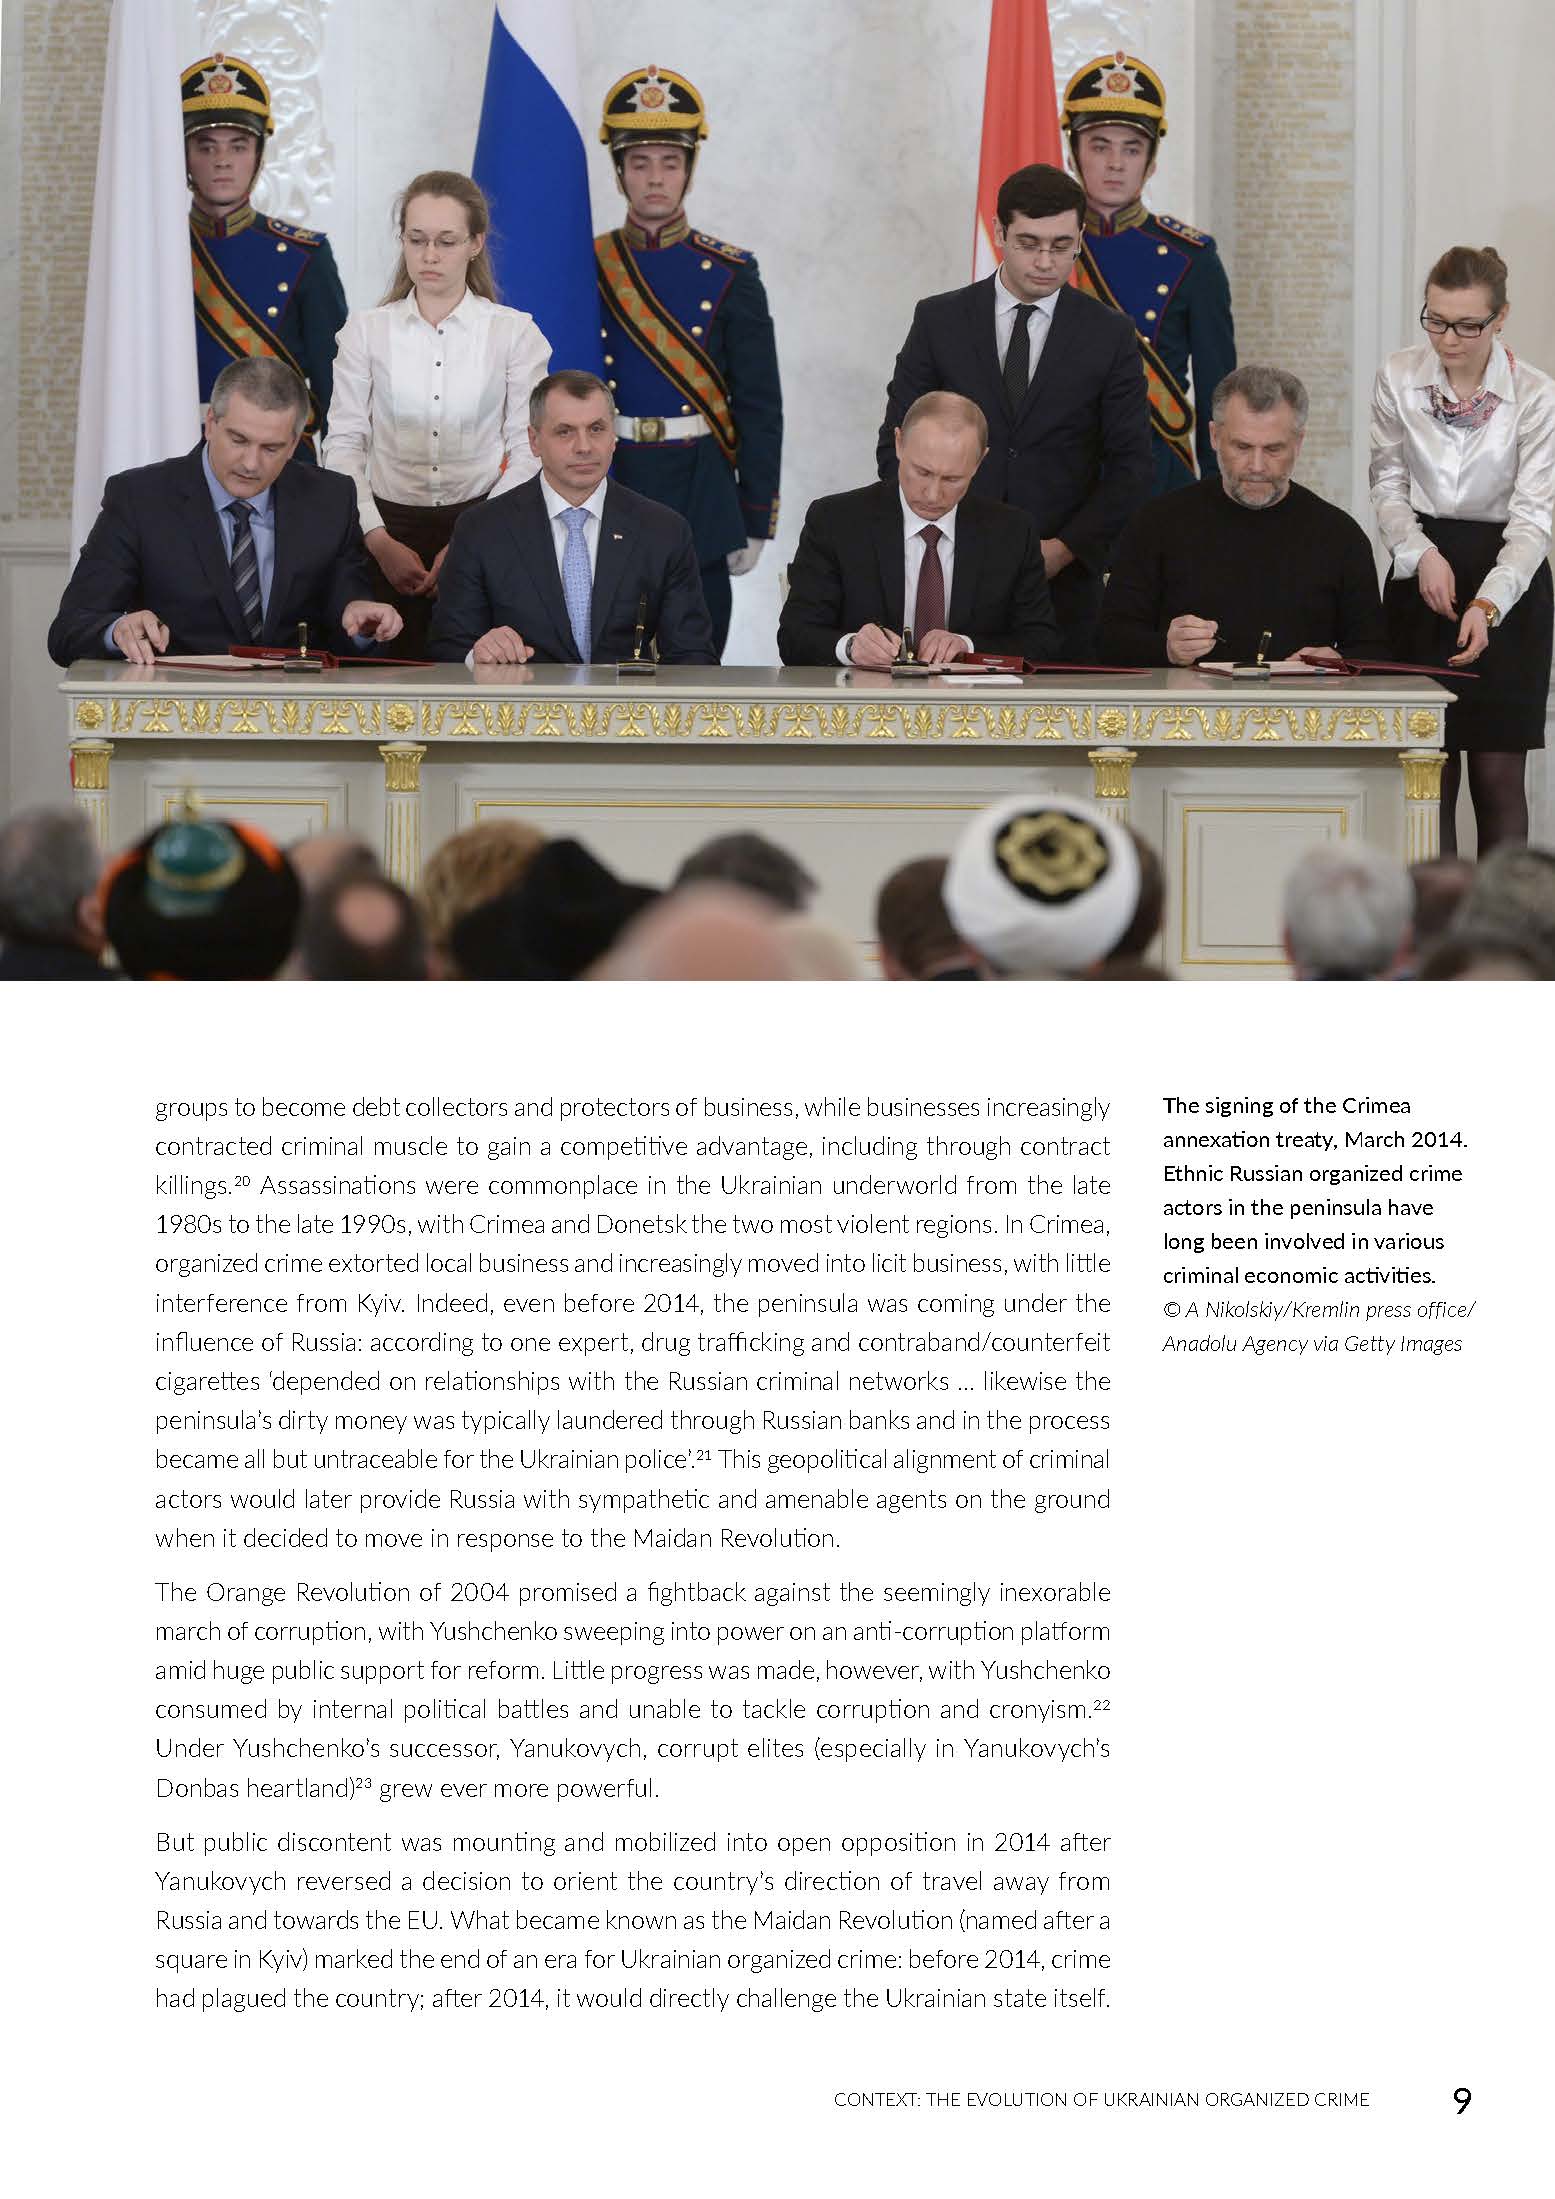 groups to become debt collectors and protectors of business, while businesses increasingly
contracted criminal muscle to gain a competitive advantage, including through contract
killings.²⁰ Assassinations were commonplace in the Ukrainian underworld from the late
1980s to the late 1990s, with Crimea and Donetsk the two most violent regions. In Crimea,
organized crime extorted local business and increasingly moved into licit business, with little
interference from Kyiv. Indeed, even before 2014, the peninsula was coming under the
influence of Russia: according to one expert, drug trafficking and contraband/counterfeit
cigarettes ‘depended on relationships with the Russian criminal networks … likewise the
peninsula’s dirty money was typically laundered through Russian banks and in the process
became all but untraceable for the Ukrainian police’.²¹ This geopolitical alignment of criminal
actors would later provide Russia with sympathetic and amenable agents on the ground
when it decided to move in response to the Maidan Revolution.
The Orange Revolution of 2004 promised a fightback against the seemingly inexorable
march of corruption, with Yushchenko sweeping into power on an anti-corruption platform
amid huge public support for reform. Little progress was made, however, with Yushchenko
consumed by internal political battles and unable to tackle corruption and cronyism.²²
Under Yushchenko’s successor, Yanukovych, corrupt elites (especially in Yanukovych’s
Donbas heartland)²³ grew ever more powerful.
But public discontent was mounting and mobilized into open opposition in 2014 after
Yanukovych reversed a decision to orient the country’s direction of travel away from
Russia and towards the EU. What became known as the Maidan Revolution (named after a
square in Kyiv) marked the end of an era for Ukrainian organized crime: before 2014, crime
had plagued the country; after 2014, it would directly challenge the Ukrainian state itself.
The signing of the Crimea
annexation treaty, March 2014.
Ethnic Russian organized crime
actors in the peninsula have
long been involved in various
criminal economic activities.
© A Nikolskiy/Kremlin press office/
Anadolu Agency via Getty Images
CONTEXT: THE EVOLUTION OF UKRAINIAN ORGANIZED CRIME 9